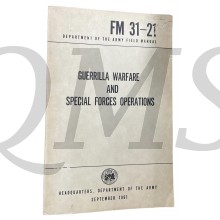 FM 31-21
DEPARTMENT OF THE ARMY FIELD MANUAL
GUERRILLA WARFARE
AND
SPECIAL FORCES OPERATIONS
QMS
HEADQUARTERS, DEPARTMENT OF THE ARMY
SEPTEMBER 1961